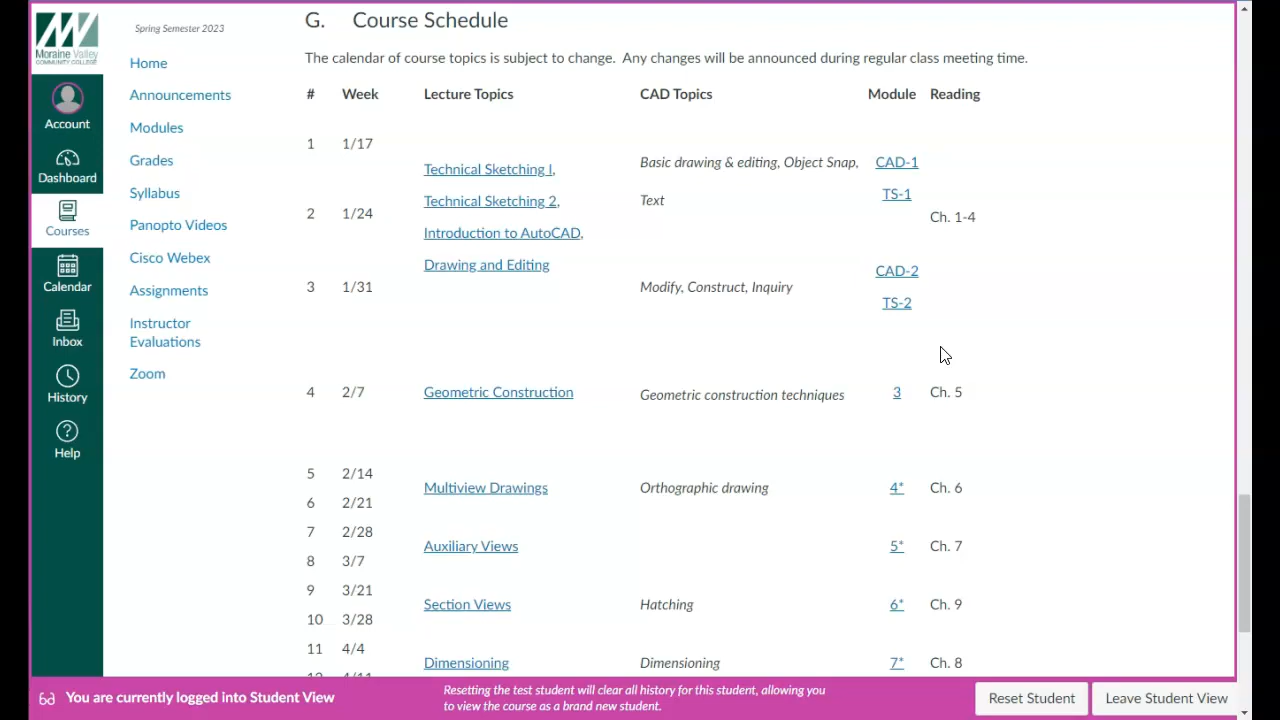 Moraine Valley
COMMUNITY COLLEGE
Account
Dashboard
Courses
Calendar
Inbox
History
Help
Spring Semester 2023
Home
Announcements
Modules
Grades
Syllabus
Panopto Videos
Cisco Webex
Assignments
Instructor
Evaluations
Zoom
G. Course Schedule
The calendar of course topics is subject to change. Any changes will be announced during regular class meeting time.
# Week Lecture Topics CAD Topics Module Reading
1 1/17
Technical Sketching I, Basic drawing & editing, Object Snap, CAD-1
Technical Sketching 2, Text TS-1
2 1/24 Ch. 1-4
Introduction to AutoCAD,
Drawing and Editing CAD-2
3 1/31 Modify, Construct, Inquiry
TS-2
4 2/7 Geometric Construction Geometric construction techniques 3 Ch. 5
5 2/14
Multiview Drawings Orthographic drawing 4* Ch. 6
6 2/21
7 2/28
Auxiliary Views 5* Ch. 7
8 3/7
9 3/21
Section Views Hatching 6* Ch. 9
10 3/28
11 4/4
Dimensioning Dimensioning 7* Ch. 8
12 4/11
You are currently logged into Student View
Resetting the test student will clear all history for this student, allowing you
to view the course as a brand new student.
Reset Student
Leave Student View